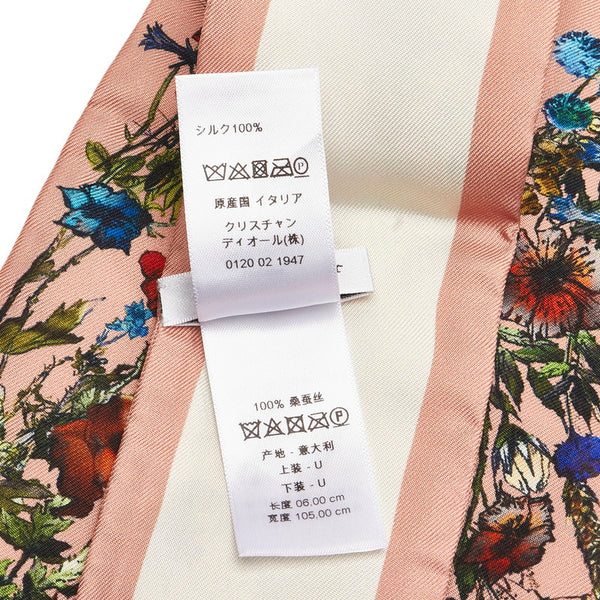 シルク100%
原産国 イタリア
クリスチャン
ディオール(株)
0120 02 1947
100% 桑蚕丝
产地 - 意大利
上装 - U
下装 - U
长度 06,00 cm
宽度 105,00 cm